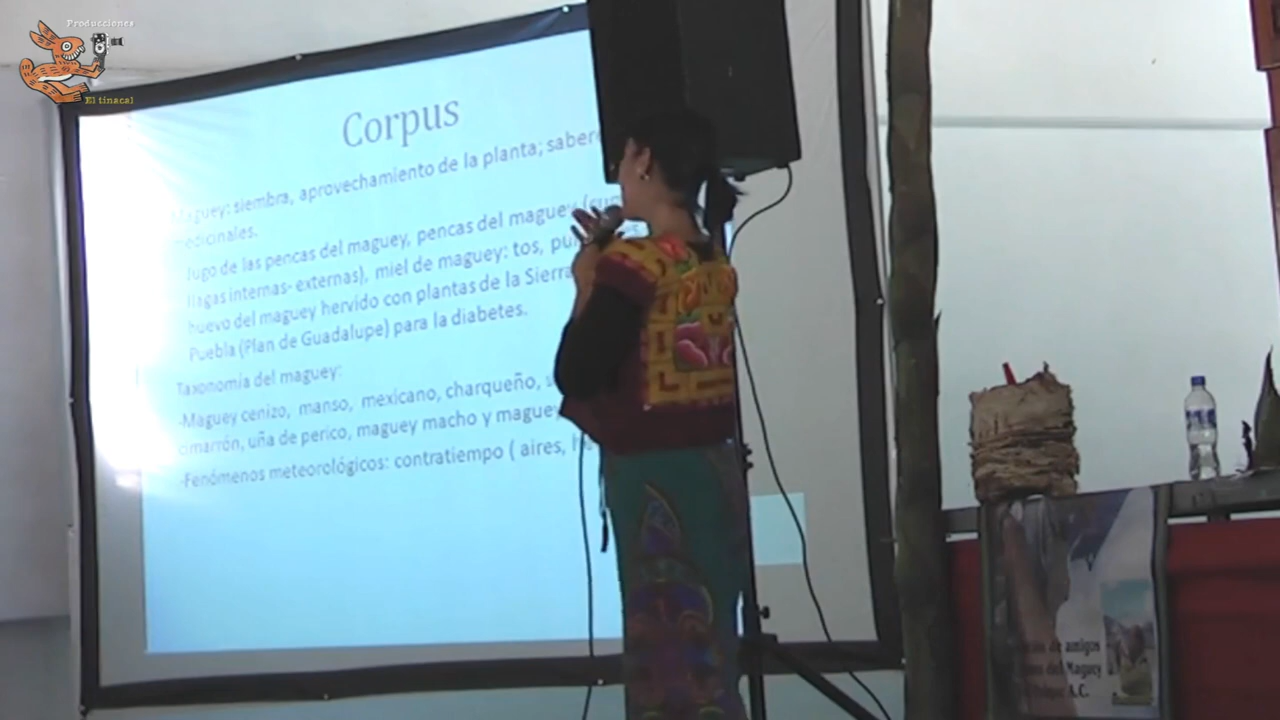 Producciones
El tinacal
Corpus
Maguey: siembra, aprovechamiento de la planta; saber
medicinales.
Jugo de las pencas del maguey, pencas del maguey
llagas internas- externas), miel de maguey: tos,
huevo del maguey hervido con plantas de la Sierra
Puebla (Plan de Guadalupe) para la diabetes.
Taxonomía del maguey:
-Maguey cenizo, manso, mexicano, charqueño,
cimarrón, uña de perico, maguey macho y maguey
-Fenómenos meteorológicos: contratiempo ( aires,
de amigos
del Maguey
A.C.